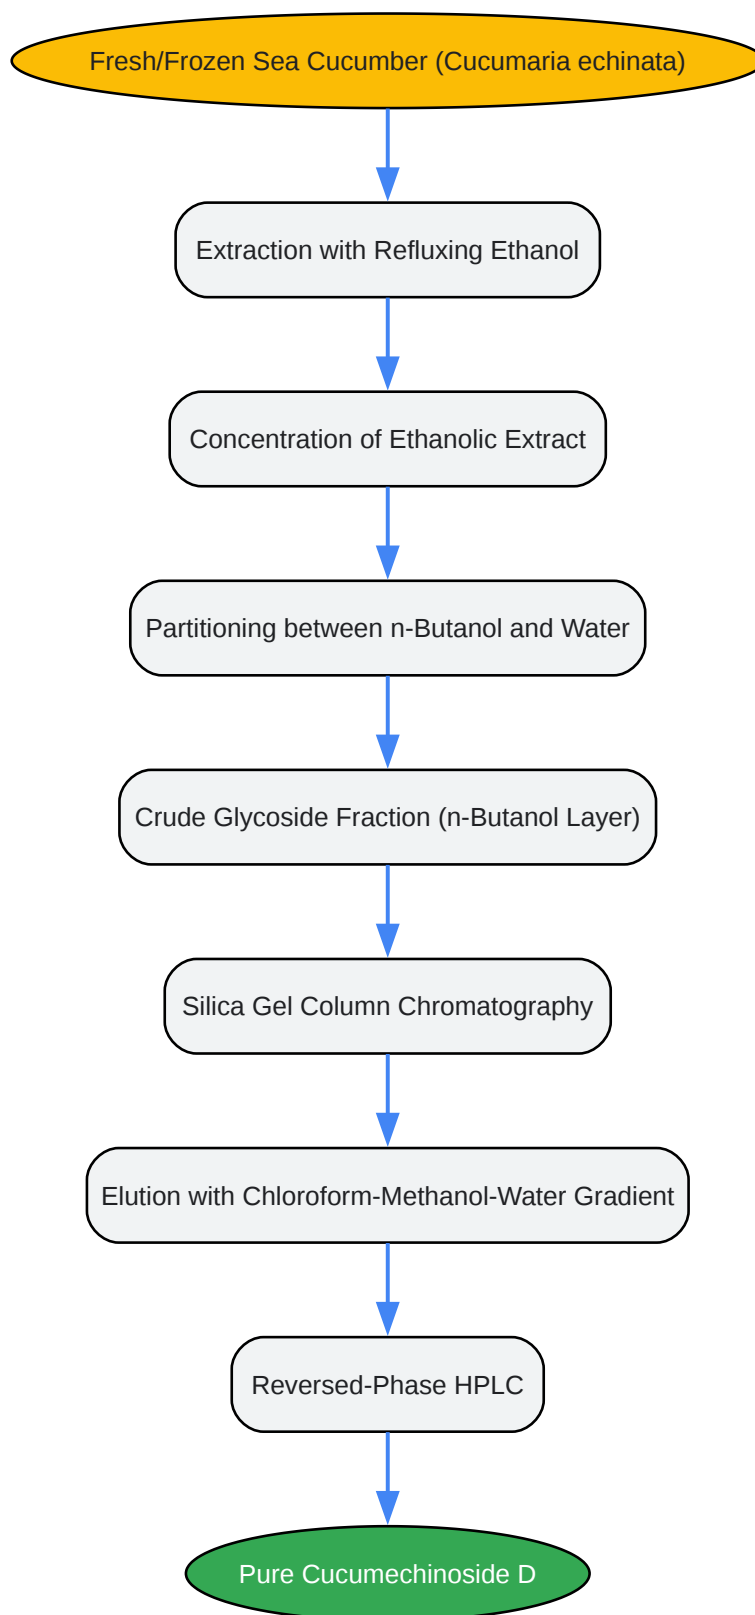 Fresh/Frozen Sea Cucumber (Cucumaria echinata)
Extraction with Refluxing Ethanol
Concentration of Ethanolic Extract
Partitioning between n-Butanol and Water
Crude Glycoside Fraction (n-Butanol Layer)
Silica Gel Column Chromatography
Elution with Chloroform-Methanol-Water Gradient
Reversed-Phase HPLC
Pure Cucumechinoside D